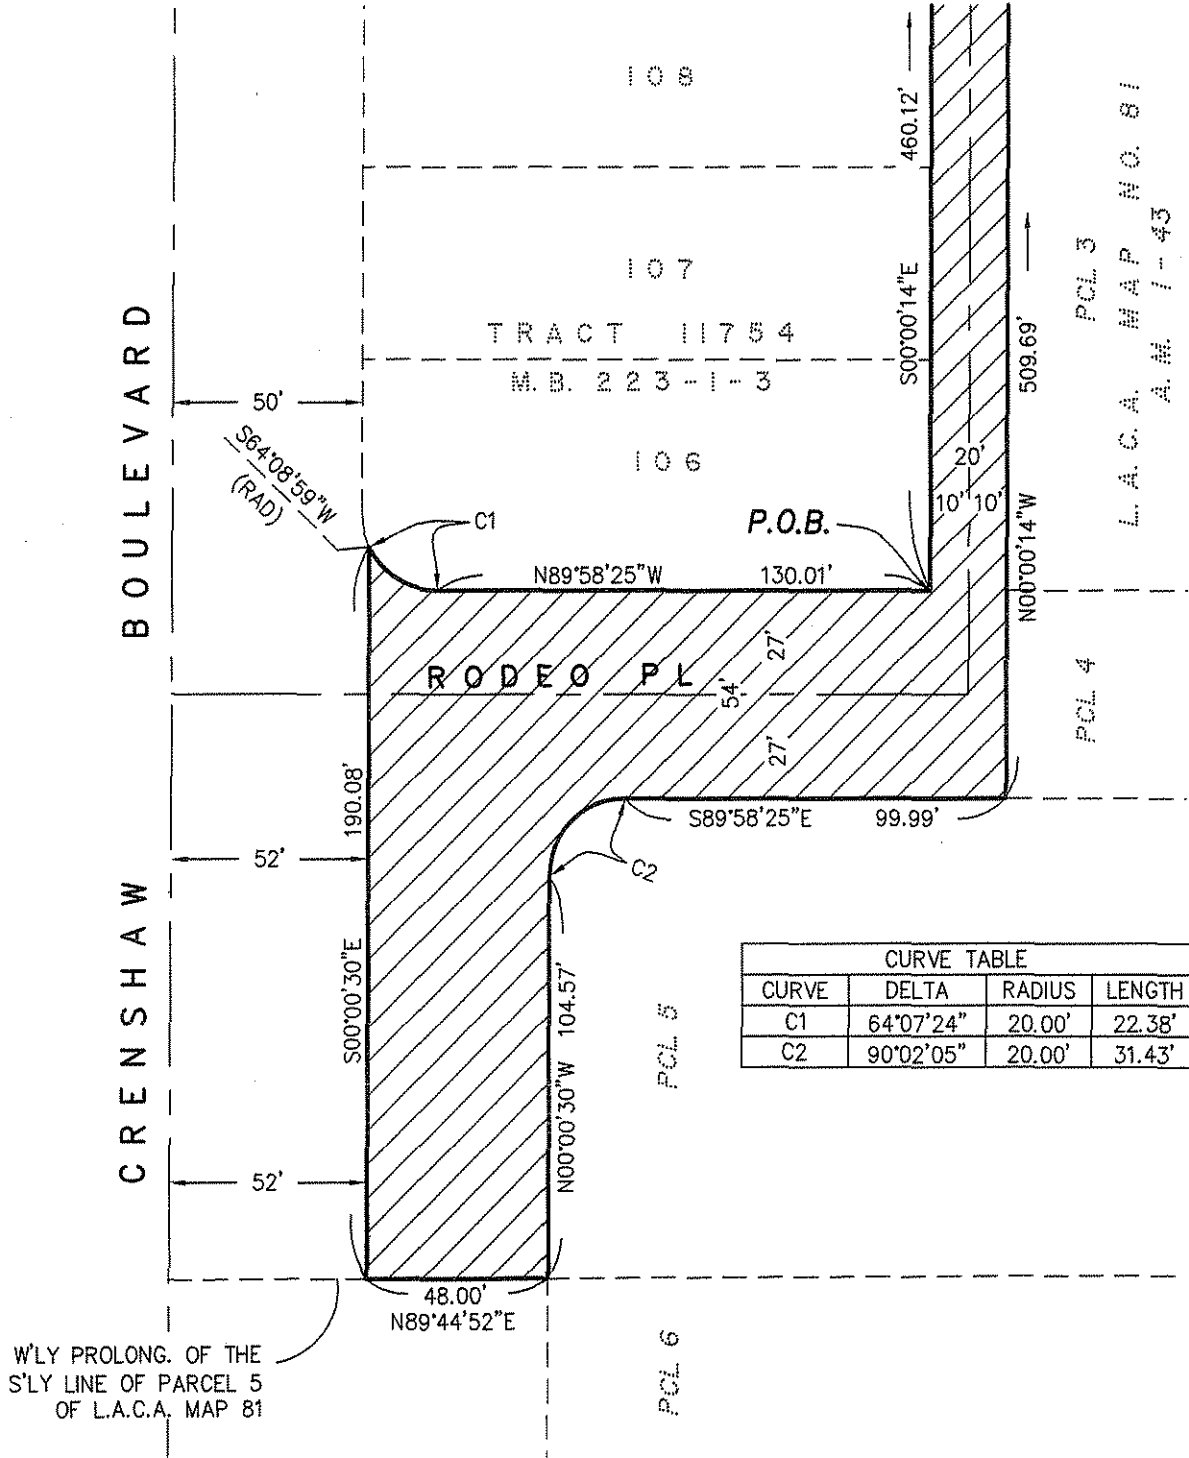 108
460.12'
107
TRACT 11754
M.B. 223-1-3
S00°00'14"E
509.69'
PCL 3
L.A.C.A. MAP NO. 81
A.M. 1-43
BOULEVARD
50'
S64°08'59"W
(RAD)
106
20'
10' 10'
C1
P.O.B.
N89°58'25"W 130.01'
N00°00'14"W
27'
RODEO PL
54'
27'
PCL 4
190.08'
S89°58'25"E 99.99'
52'
C2
CRENSHAW
S00°00'30"E
N00°00'30"W 104.57'
PCL 5
CURVE TABLE
CURVE DELTA RADIUS LENGTH
C1 64°07'24" 20.00' 22.38'
C2 90°02'05" 20.00' 31.43'
52'
48.00'
N89°44'52"E
W'LY PROLONG. OF THE
S'LY LINE OF PARCEL 5
OF L.A.C.A. MAP 81
PCL 6